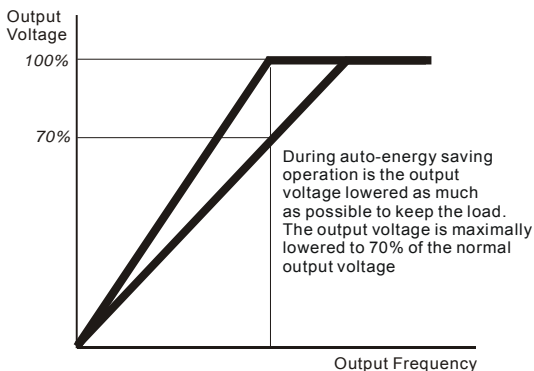 Output
Voltage
100%
70%
During auto-energy saving
operation is the output
voltage lowered as much
as possible to keep the load.
The output voltage is maximally
lowered to 70% of the normal
output voltage
Output Frequency